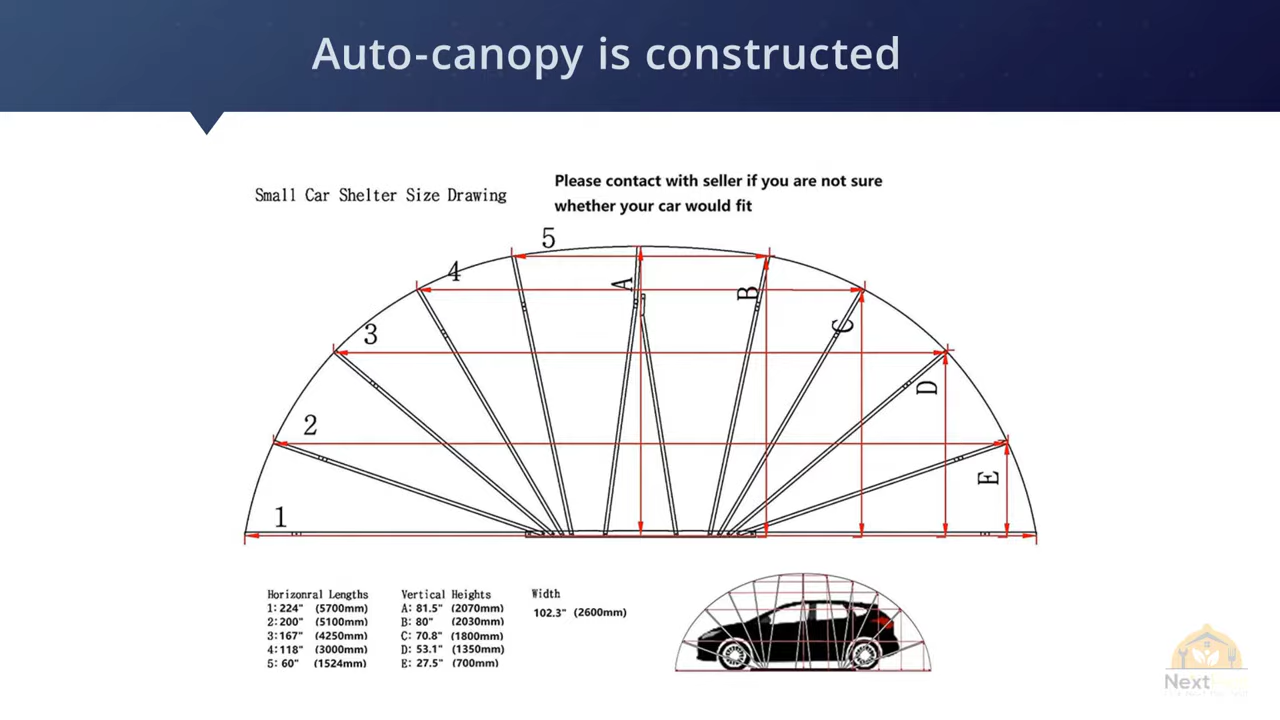 Auto-canopy is constructed
Small Car Shelter Size Drawing
Please contact with seller if you are not sure
whether your car would fit
5
4
3
2
1
A
B
C
D
E
Horizonral Lengths
1: 224" (5700mm)
2: 200" (5100mm)
3: 167" (4250mm)
4: 118" (3000mm)
5: 60" (1524mm)
Vertical Heights
A: 81.5" (2070mm)
B: 80" (2030mm)
C: 70.8" (1800mm)
D: 53.1" (1350mm)
E: 27.5" (700mm)
Width
102.3" (2600mm)
Next